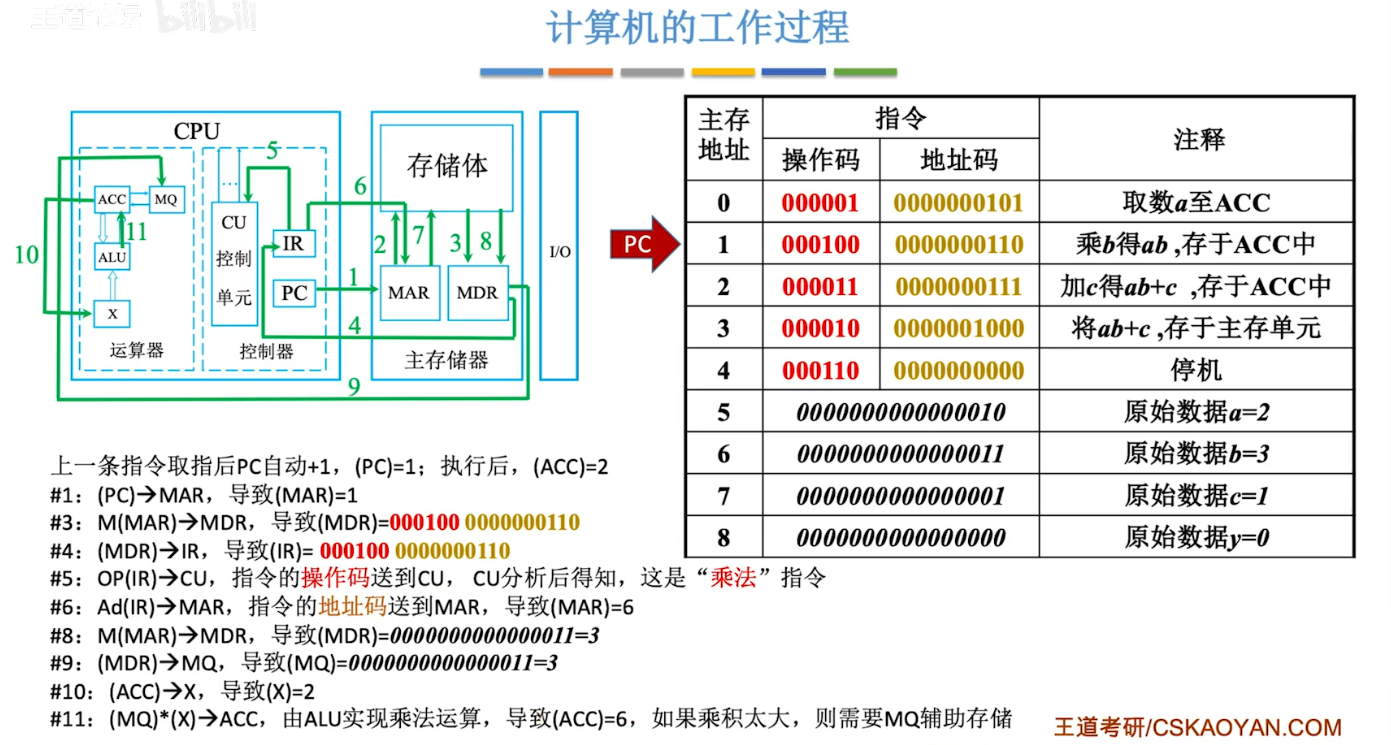 王道论坛 bilibili
计算机的工作过程
CPU
ACC
MQ
ALU
X
运算器
CU
控制
单元
...
IR
PC
控制器
存储体
MAR
MDR
主存储器
I/O
1
2
3
4
5
6
7
8
9
10
11
PC
主存地址 指令 注释
操作码 地址码
0 000001 0000000101 取数a至ACC
1 000100 0000000110 乘b得ab ,存于ACC中
2 000011 0000000111 加c得ab+c ,存于ACC中
3 000010 0000001000 将ab+c ,存于主存单元
4 000110 0000000000 停机
5 0000000000000010 原始数据a=2
6 0000000000000011 原始数据b=3
7 0000000000000001 原始数据c=1
8 0000000000000000 原始数据y=0
上一条指令取指后PC自动+1，(PC)=1；执行后，(ACC)=2
#1：(PC)→MAR，导致(MAR)=1
#3：M(MAR)→MDR，导致(MDR)=000100 0000000110
#4：(MDR)→IR，导致(IR)= 000100 0000000110
#5：OP(IR)→CU，指令的操作码送到CU， CU分析后得知，这是“乘法”指令
#6：Ad(IR)→MAR，指令的地址码送到MAR，导致(MAR)=6
#8：M(MAR)→MDR，导致(MDR)=0000000000000011=3
#9：(MDR)→MQ，导致(MQ)=0000000000000011=3
#10：(ACC)→X，导致(X)=2
#11：(MQ)*(X)→ACC，由ALU实现乘法运算，导致(ACC)=6，如果乘积太大，则需要MQ辅助存储
王道考研/CSKAOYAN.COM